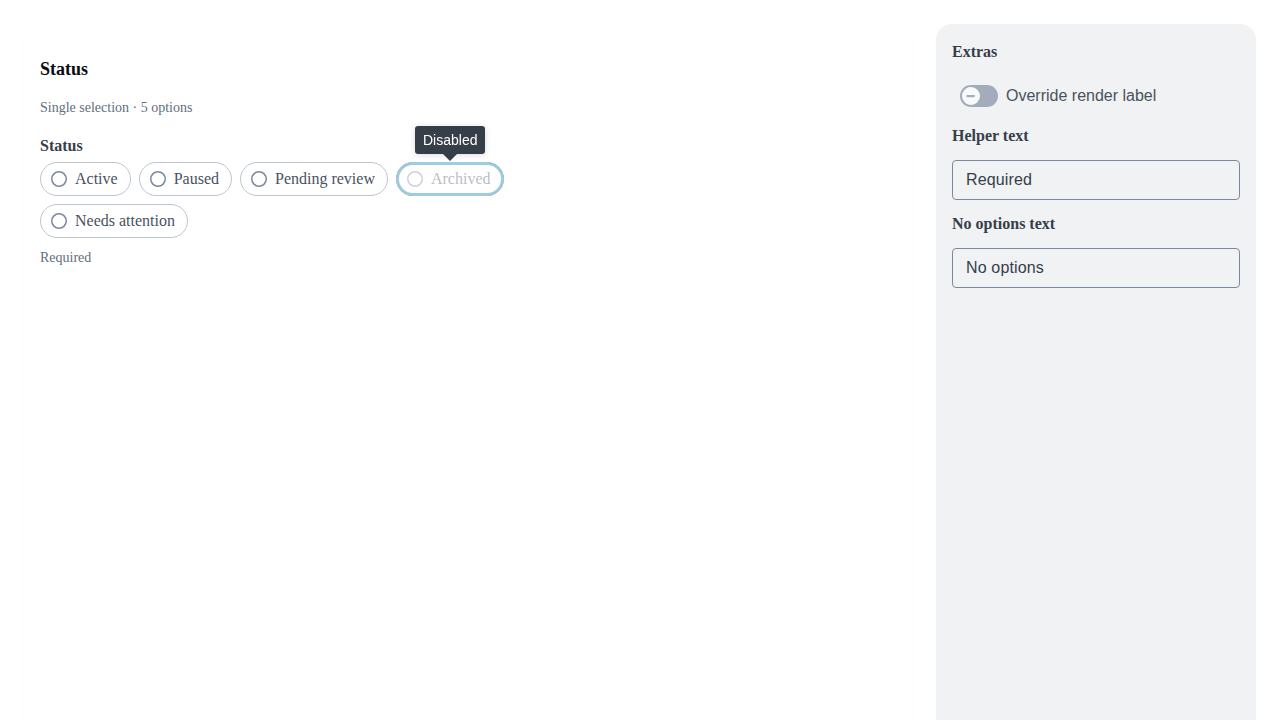 Status
Single selection · 5 options
Status
Disabled
Active
Paused
Pending review
Archived
Needs attention
Required
Extras
Override render label
Helper text
Required
No options text
No options